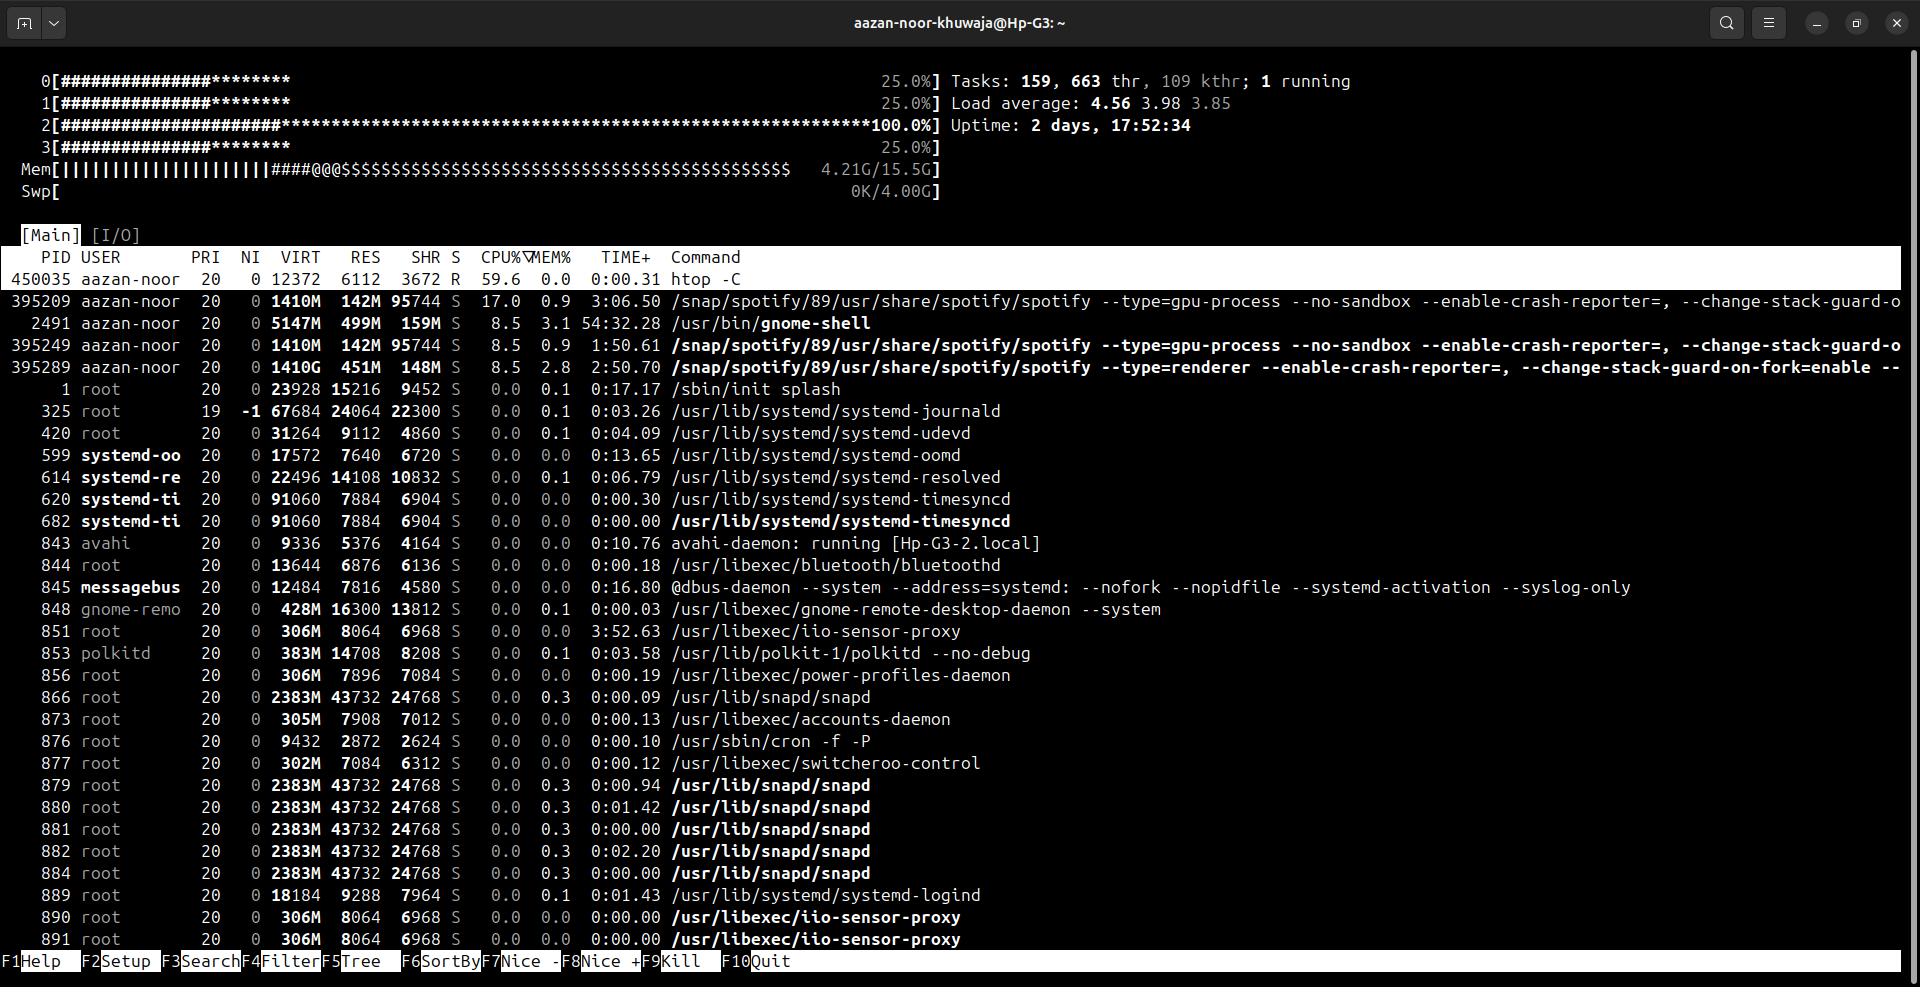 aazan-noor-khuwaja@Hp-G3: ~
0[###############******** 25.0%] Tasks: 159, 663 thr, 109 kthr; 1 running
1[###############******** 25.0%] Load average: 4.56 3.98 3.85
2[######################***********************************************************100.0%] Uptime: 2 days, 17:52:34
3[###############******** 25.0%]
Mem[|||||||||||||||||||||####@@@$$$$$$$$$$$$$$$$$$$$$$$$$$$$$$$$$$$$$$$$$$$$$ 4.21G/15.5G]
Swp[ 0K/4.00G]
[Main] [I/O]
PID USER PRI NI VIRT RES SHR S CPU%▽MEM% TIME+ Command
450035 aazan-noor 20 0 12372 6112 3672 R 59.6 0.0 0:00.31 htop -C
395209 aazan-noor 20 0 1410M 142M 95744 S 17.0 0.9 3:06.50 /snap/spotify/89/usr/share/spotify/spotify --type=gpu-process --no-sandbox --enable-crash-reporter=, --change-stack-guard-o
2491 aazan-noor 20 0 5147M 499M 159M S 8.5 3.1 54:32.28 /usr/bin/gnome-shell
395249 aazan-noor 20 0 1410M 142M 95744 S 8.5 0.9 1:50.61 /snap/spotify/89/usr/share/spotify/spotify --type=gpu-process --no-sandbox --enable-crash-reporter=, --change-stack-guard-o
395289 aazan-noor 20 0 1410G 451M 148M S 8.5 2.8 2:50.70 /snap/spotify/89/usr/share/spotify/spotify --type=renderer --enable-crash-reporter=, --change-stack-guard-on-fork=enable --
1 root 20 0 23928 15216 9452 S 0.0 0.1 0:17.17 /sbin/init splash
325 root 19 -1 67684 24064 22300 S 0.0 0.1 0:03.26 /usr/lib/systemd/systemd-journald
420 root 20 0 31264 9112 4860 S 0.0 0.1 0:04.09 /usr/lib/systemd/systemd-udevd
599 systemd-oo 20 0 17572 7640 6720 S 0.0 0.0 0:13.65 /usr/lib/systemd/systemd-oomd
614 systemd-re 20 0 22496 14108 10832 S 0.0 0.1 0:06.79 /usr/lib/systemd/systemd-resolved
620 systemd-ti 20 0 91060 7884 6904 S 0.0 0.0 0:00.30 /usr/lib/systemd/systemd-timesyncd
682 systemd-ti 20 0 91060 7884 6904 S 0.0 0.0 0:00.00 /usr/lib/systemd/systemd-timesyncd
843 avahi 20 0 9336 5376 4164 S 0.0 0.0 0:10.76 avahi-daemon: running [Hp-G3-2.local]
844 root 20 0 13644 6876 6136 S 0.0 0.0 0:00.18 /usr/libexec/bluetooth/bluetoothd
845 messagebus 20 0 12484 7816 4580 S 0.0 0.0 0:16.80 @dbus-daemon --system --address=systemd: --nofork --nopidfile --systemd-activation --syslog-only
848 gnome-remo 20 0 428M 16300 13812 S 0.0 0.1 0:00.03 /usr/libexec/gnome-remote-desktop-daemon --system
851 root 20 0 306M 8064 6968 S 0.0 0.0 3:52.63 /usr/libexec/iio-sensor-proxy
853 polkitd 20 0 383M 14708 8208 S 0.0 0.1 0:03.58 /usr/lib/polkit-1/polkitd --no-debug
856 root 20 0 306M 7896 7084 S 0.0 0.0 0:00.19 /usr/libexec/power-profiles-daemon
866 root 20 0 2383M 43732 24768 S 0.0 0.3 0:00.09 /usr/lib/snapd/snapd
873 root 20 0 305M 7908 7012 S 0.0 0.0 0:00.13 /usr/libexec/accounts-daemon
876 root 20 0 9432 2872 2624 S 0.0 0.0 0:00.10 /usr/sbin/cron -f -P
877 root 20 0 302M 7084 6312 S 0.0 0.0 0:00.12 /usr/libexec/switcheroo-control
879 root 20 0 2383M 43732 24768 S 0.0 0.3 0:00.94 /usr/lib/snapd/snapd
880 root 20 0 2383M 43732 24768 S 0.0 0.3 0:01.42 /usr/lib/snapd/snapd
881 root 20 0 2383M 43732 24768 S 0.0 0.3 0:00.00 /usr/lib/snapd/snapd
882 root 20 0 2383M 43732 24768 S 0.0 0.3 0:02.20 /usr/lib/snapd/snapd
884 root 20 0 2383M 43732 24768 S 0.0 0.3 0:00.00 /usr/lib/snapd/snapd
889 root 20 0 18184 9288 7964 S 0.0 0.1 0:01.43 /usr/lib/systemd/systemd-logind
890 root 20 0 306M 8064 6968 S 0.0 0.0 0:00.00 /usr/libexec/iio-sensor-proxy
891 root 20 0 306M 8064 6968 S 0.0 0.0 0:00.00 /usr/libexec/iio-sensor-proxy
F1Help F2Setup F3SearchF4FilterF5Tree F6SortByF7Nice -F8Nice +F9Kill F10Quit